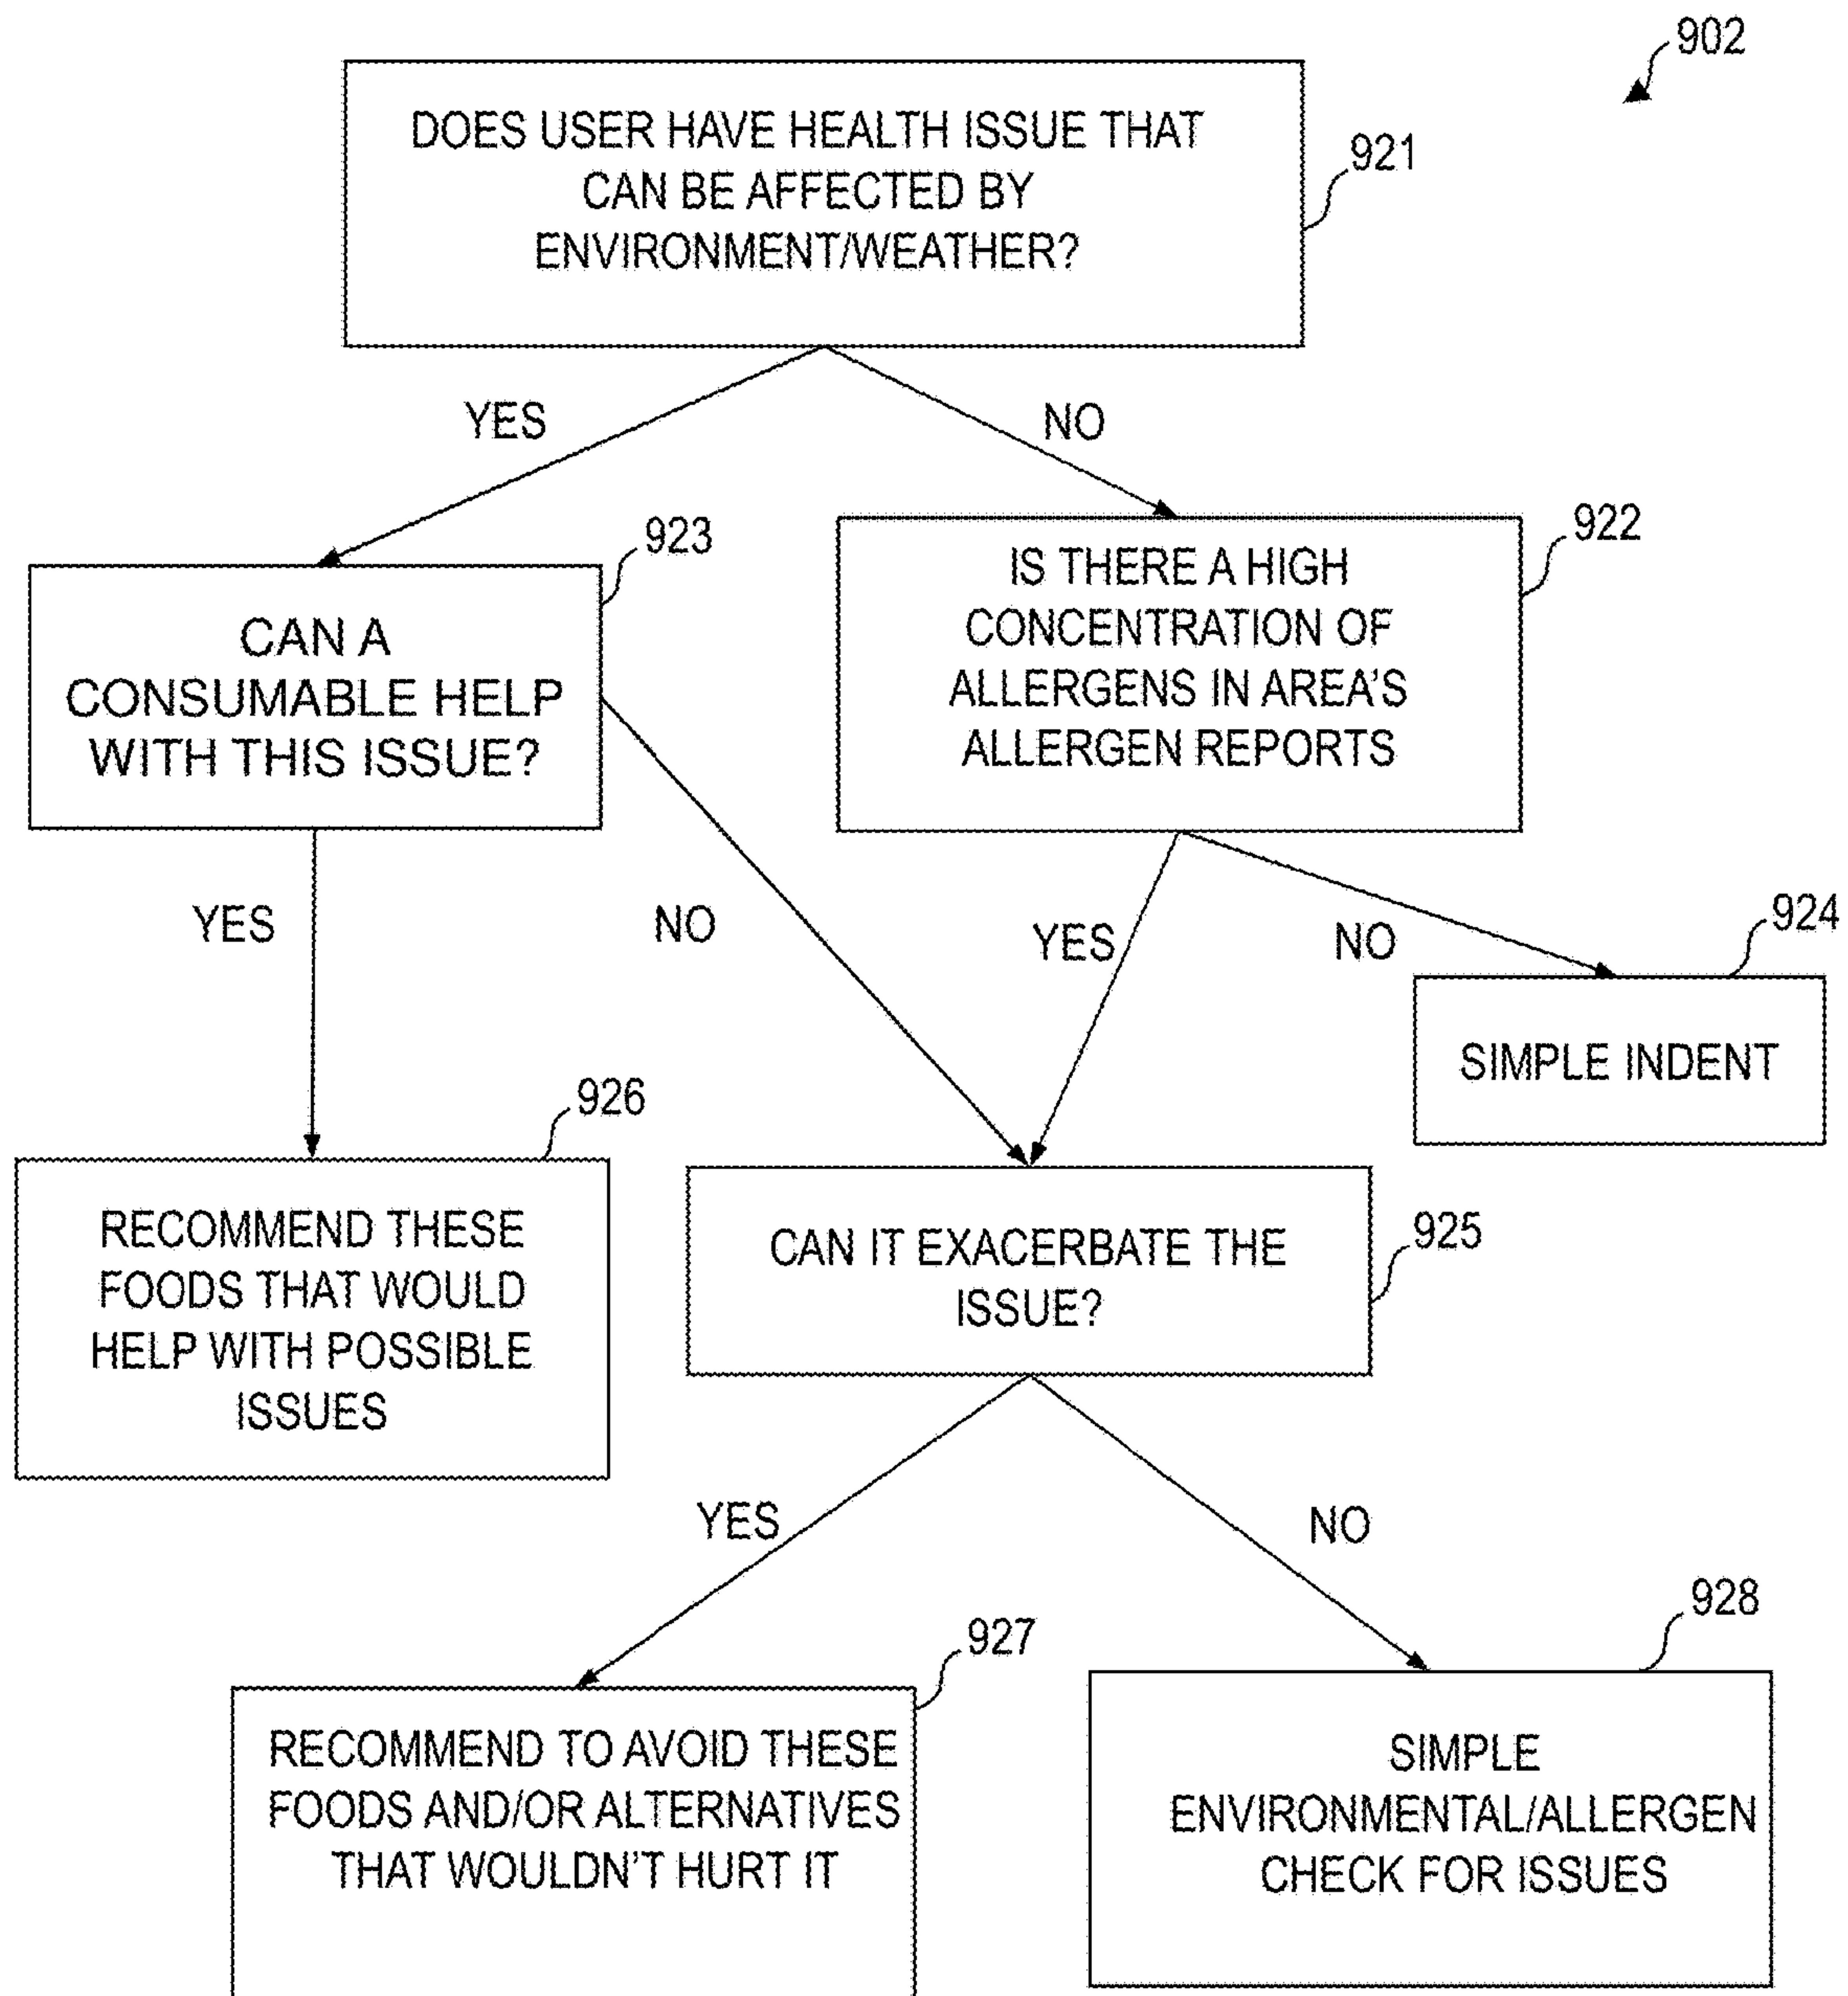 902
DOES USER HAVE HEALTH ISSUE THAT
CAN BE AFFECTED BY
ENVIRONMENT/WEATHER?
921
YES
NO
923
CAN A
CONSUMABLE HELP
WITH THIS ISSUE?
922
IS THERE A HIGH
CONCENTRATION OF
ALLERGENS IN AREA'S
ALLERGEN REPORTS
YES
NO
YES
NO
924
SIMPLE INDENT
926
RECOMMEND THESE
FOODS THAT WOULD
HELP WITH POSSIBLE
ISSUES
925
CAN IT EXACERBATE THE
ISSUE?
YES
NO
927
RECOMMEND TO AVOID THESE
FOODS AND/OR ALTERNATIVES
THAT WOULDN'T HURT IT
928
SIMPLE
ENVIRONMENTAL/ALLERGEN
CHECK FOR ISSUES